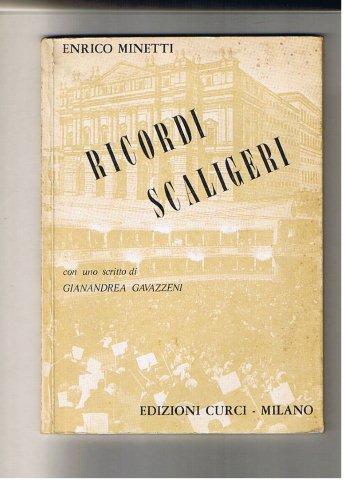 ENRICO MINETTI
RICORDI
SCALIGERI
con uno scritto di
GIANANDREA GAVAZZENI
EDIZIONI CURCI - MILANO